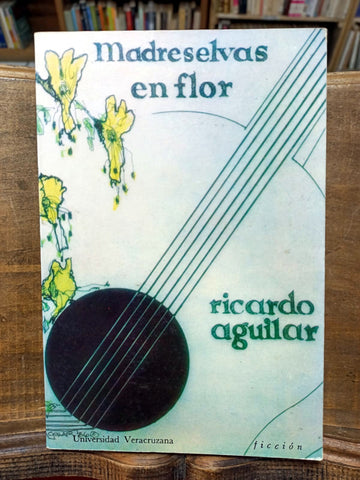 Madreselvas
en flor
ricardo
aguilar
Universidad Veracruzana
ficción